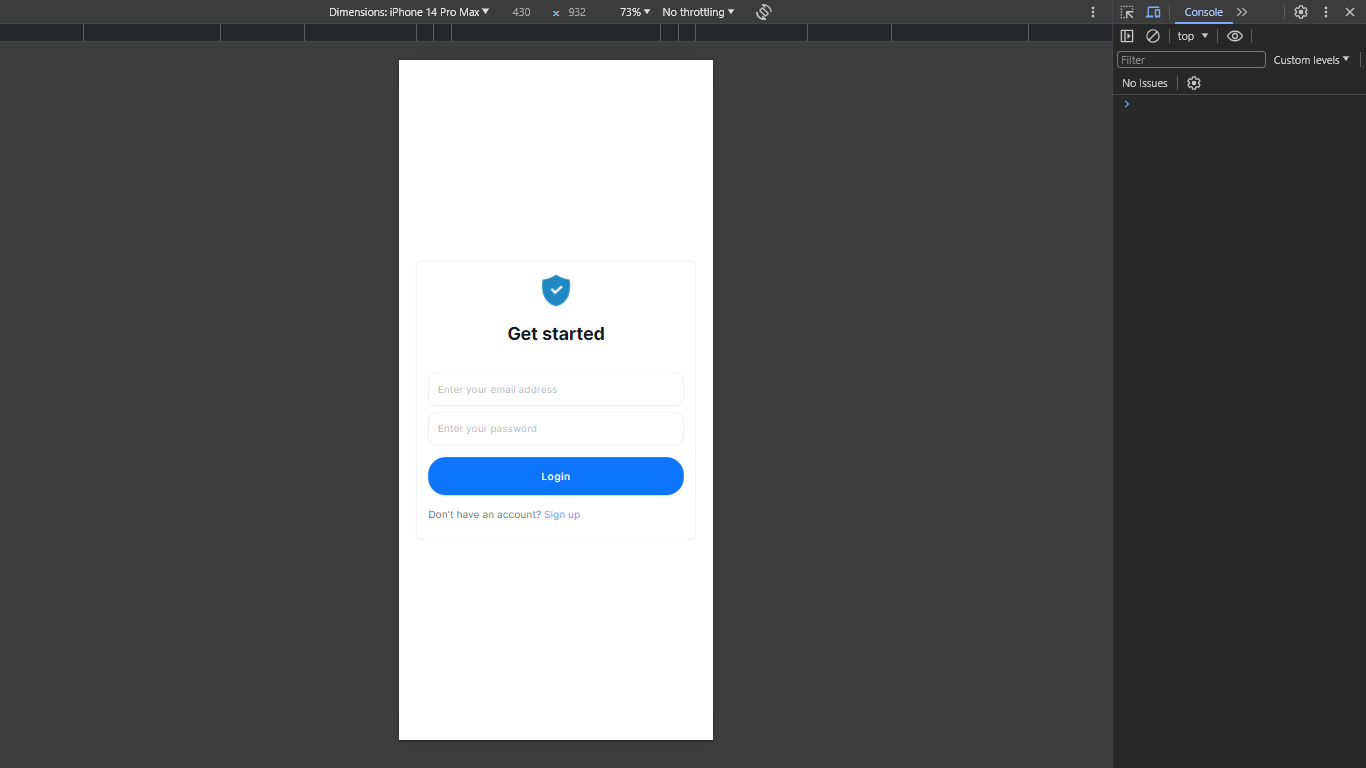 Dimensions: iPhone 14 Pro Max 430 x 932 73% No throttling
Console
top
Filter
Custom levels
No Issues
Get started
Enter your email address
Enter your password
Login
Don't have an account? Sign up